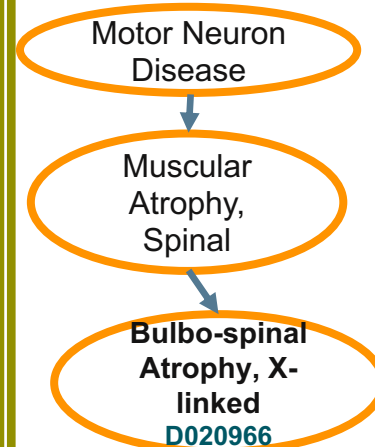 Motor Neuron
Disease
Muscular
Atrophy,
Spinal
Bulbo-spinal
Atrophy, X-
linked
D020966